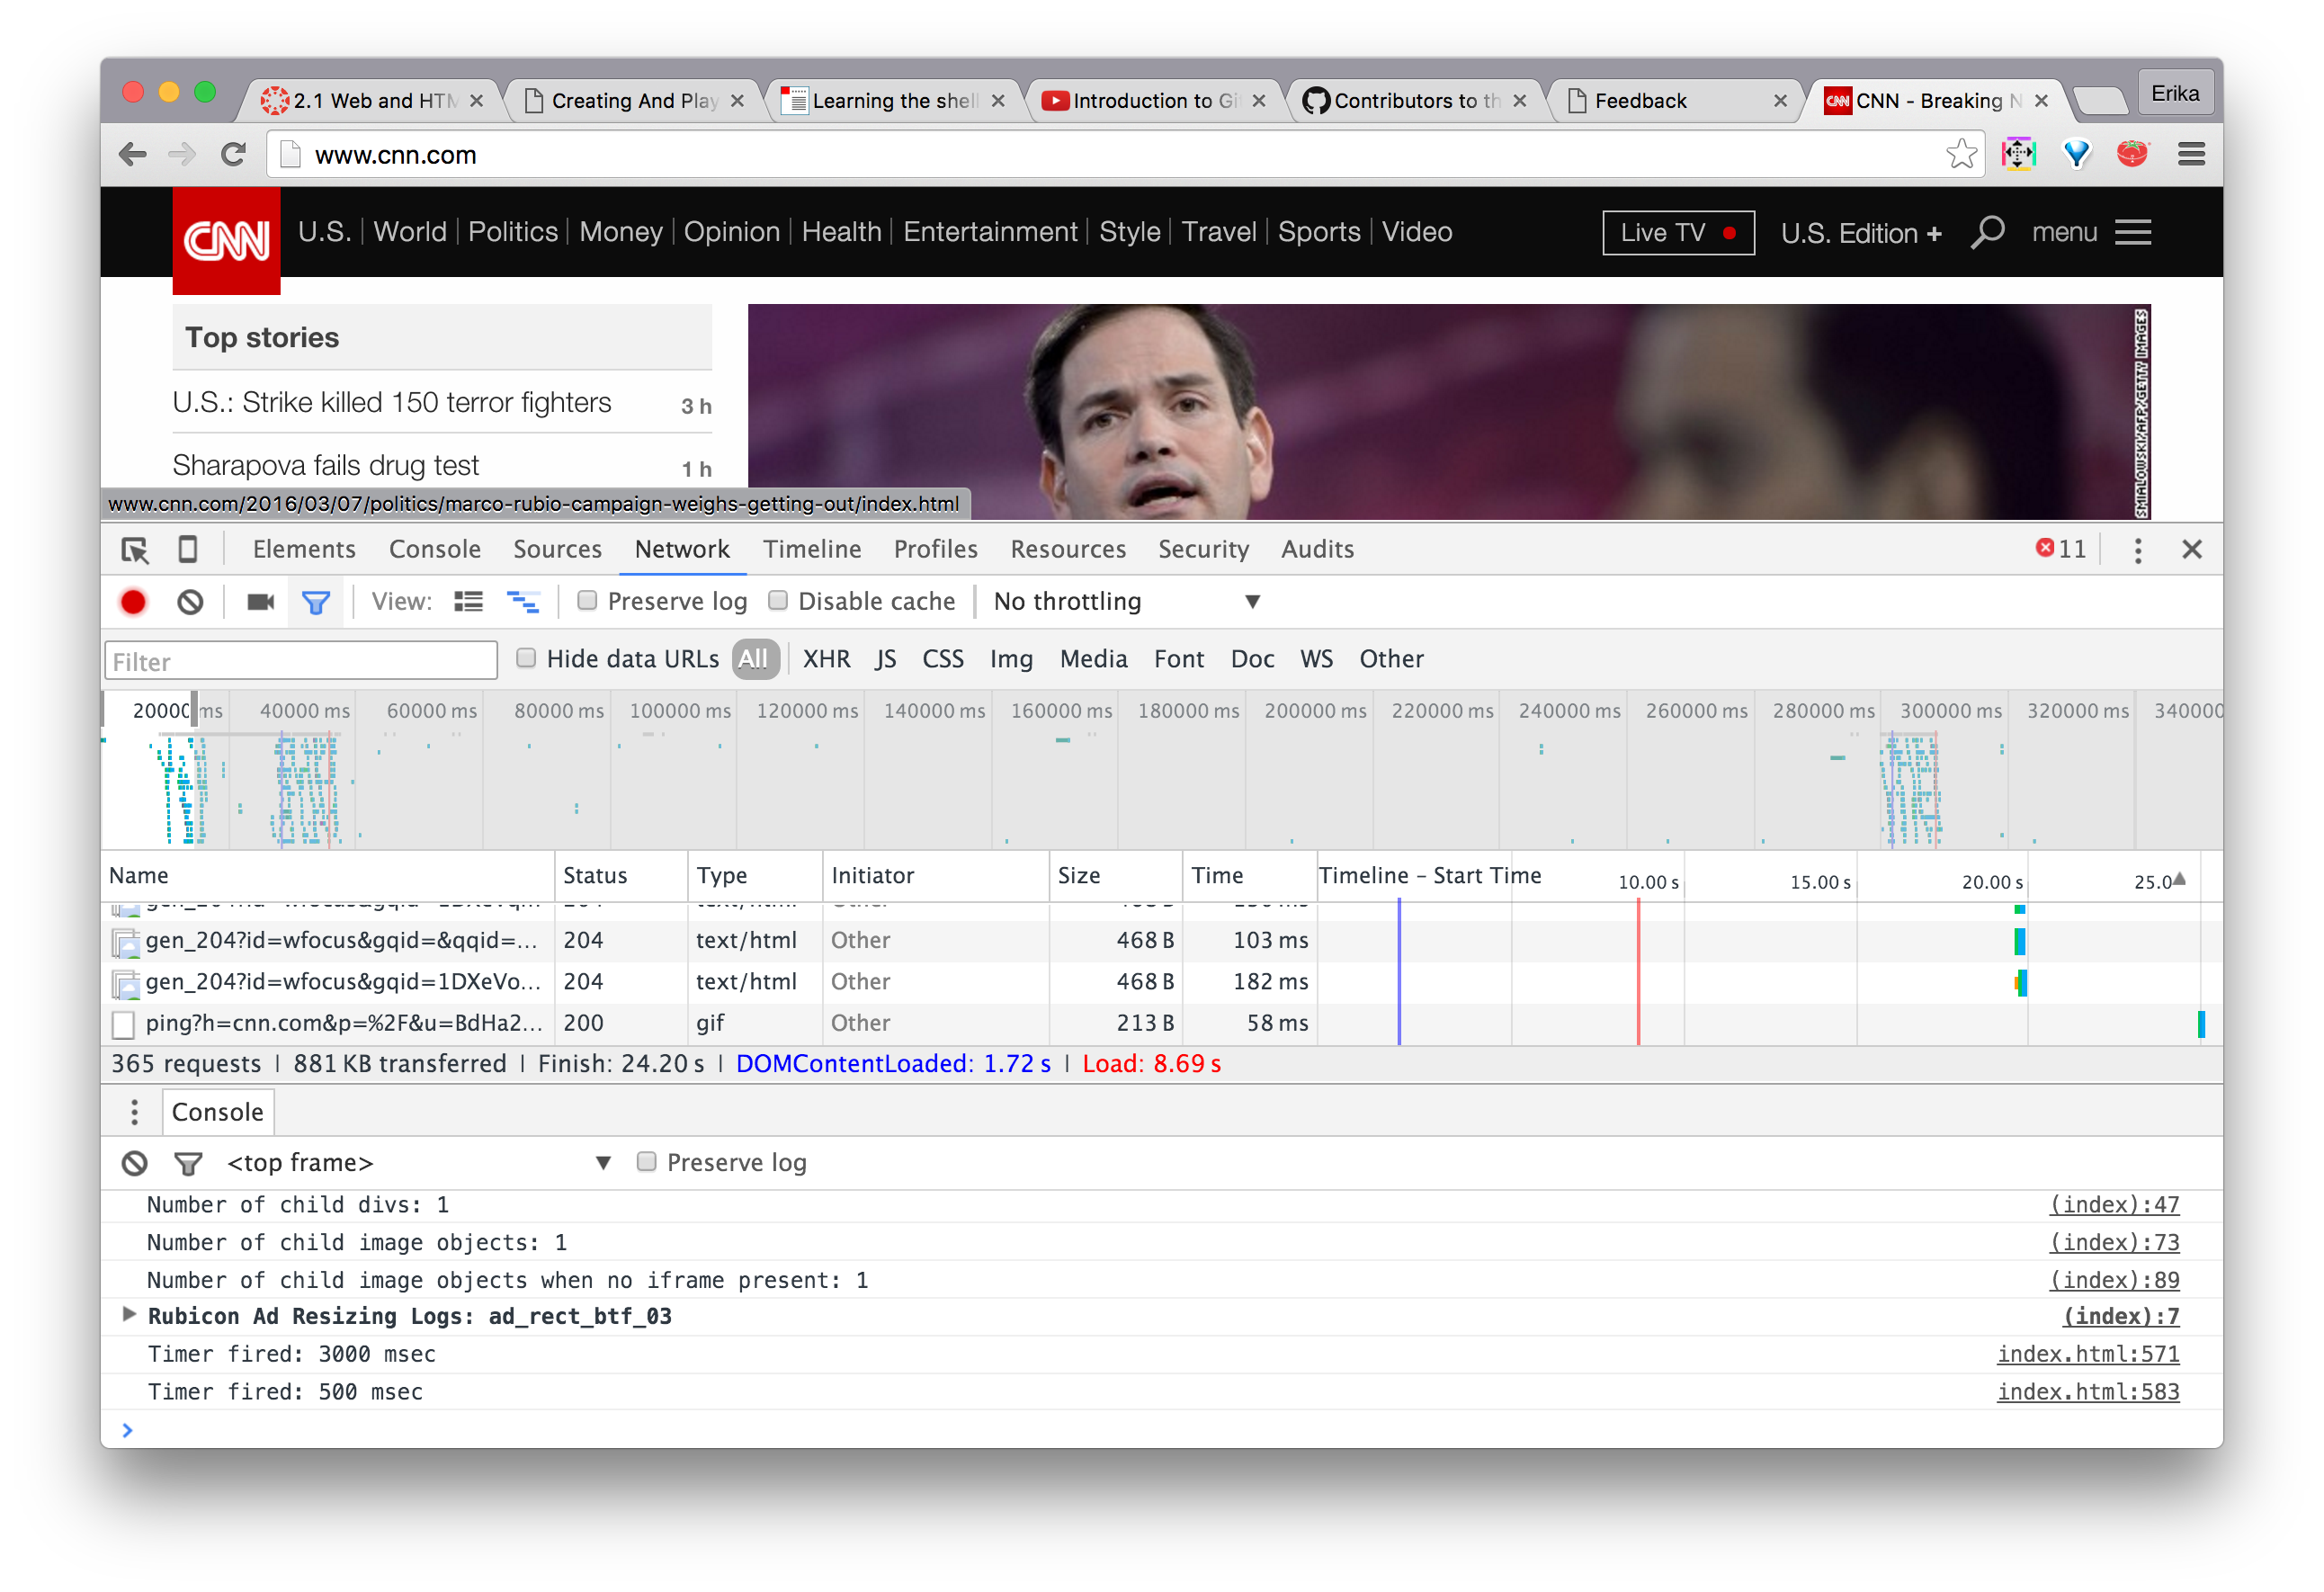 2.1 Web and HTM
Creating And Play
Learning the shell
Introduction to Gi
Contributors to th
Feedback
CNN - Breaking N
Erika
www.cnn.com
CNN
U.S. World Politics Money Opinion Health Entertainment Style Travel Sports Video
Live TV
U.S. Edition +
menu
Top stories
U.S.: Strike killed 150 terror fighters 3 h
Sharapova fails drug test 1 h
SMIALOWSKI/AFP/GETTY IMAGES
www.cnn.com/2016/03/07/politics/marco-rubio-campaign-weighs-getting-out/index.html
Elements Console Sources Network Timeline Profiles Resources Security Audits 11
View: Preserve log Disable cache No throttling
Filter Hide data URLs All XHR JS CSS Img Media Font Doc WS Other
20000 ms 40000 ms 60000 ms 80000 ms 100000 ms 120000 ms 140000 ms 160000 ms 180000 ms 200000 ms 220000 ms 240000 ms 260000 ms 280000 ms 300000 ms 320000 ms 340000
Name Status Type Initiator Size Time Timeline – Start Time 10.00 s 15.00 s 20.00 s 25.0
gen_204?id=wfocus&gqid=&qqid=... 204 text/html Other 468 B 103 ms
gen_204?id=wfocus&gqid=1DXeVo... 204 text/html Other 468 B 182 ms
ping?h=cnn.com&p=%2F&u=BdHa2... 200 gif Other 213 B 58 ms
365 requests | 881 KB transferred | Finish: 24.20 s | DOMContentLoaded: 1.72 s | Load: 8.69 s
Console
<top frame> Preserve log
Number of child divs: 1 (index):47
Number of child image objects: 1 (index):73
Number of child image objects when no iframe present: 1 (index):89
Rubicon Ad Resizing Logs: ad_rect_btf_03 (index):7
Timer fired: 3000 msec index.html:571
Timer fired: 500 msec index.html:583